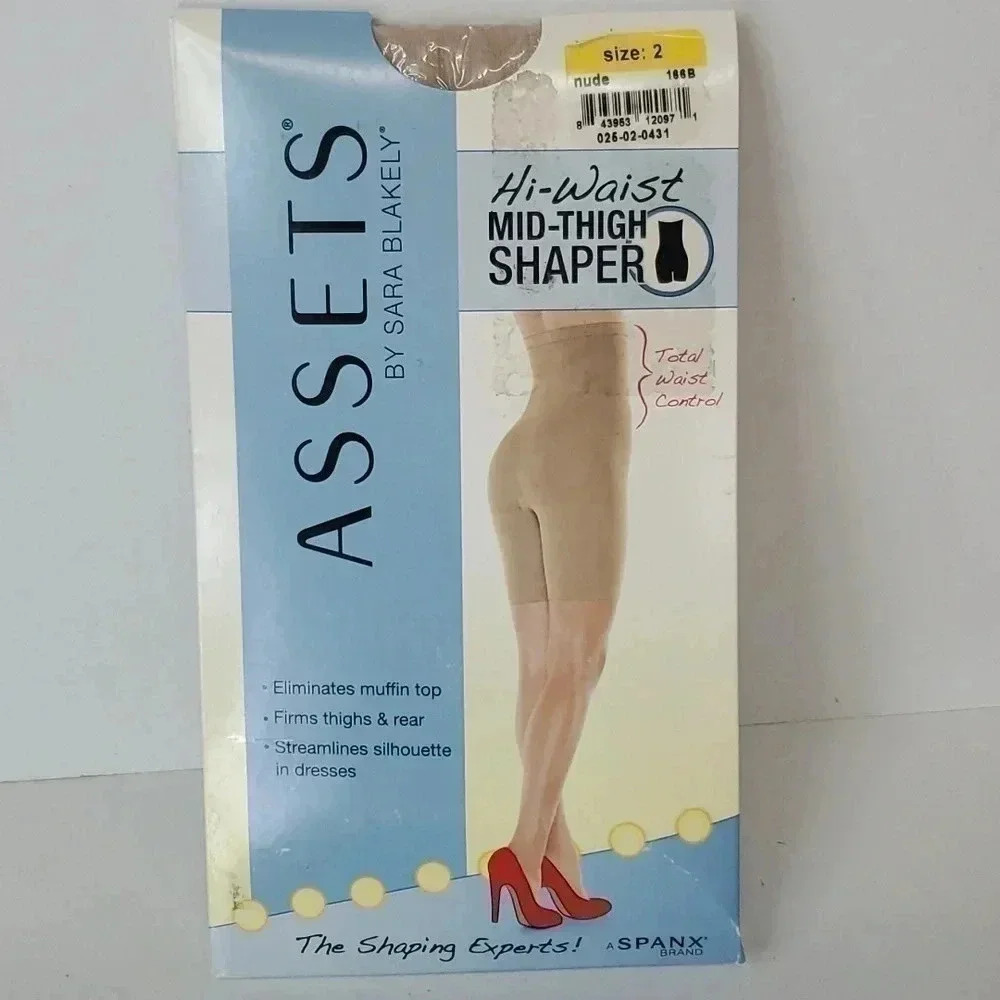 size: 2
nude 166B
8 43953 12097 1
025-02-0431
ASSETS®
BY SARA BLAKELY®
Hi-Waist
MID-THIGH
SHAPER
Total
Waist
Control
• Eliminates muffin top
• Firms thighs & rear
• Streamlines silhouette
in dresses
The Shaping Experts!
A SPANX®
BRAND